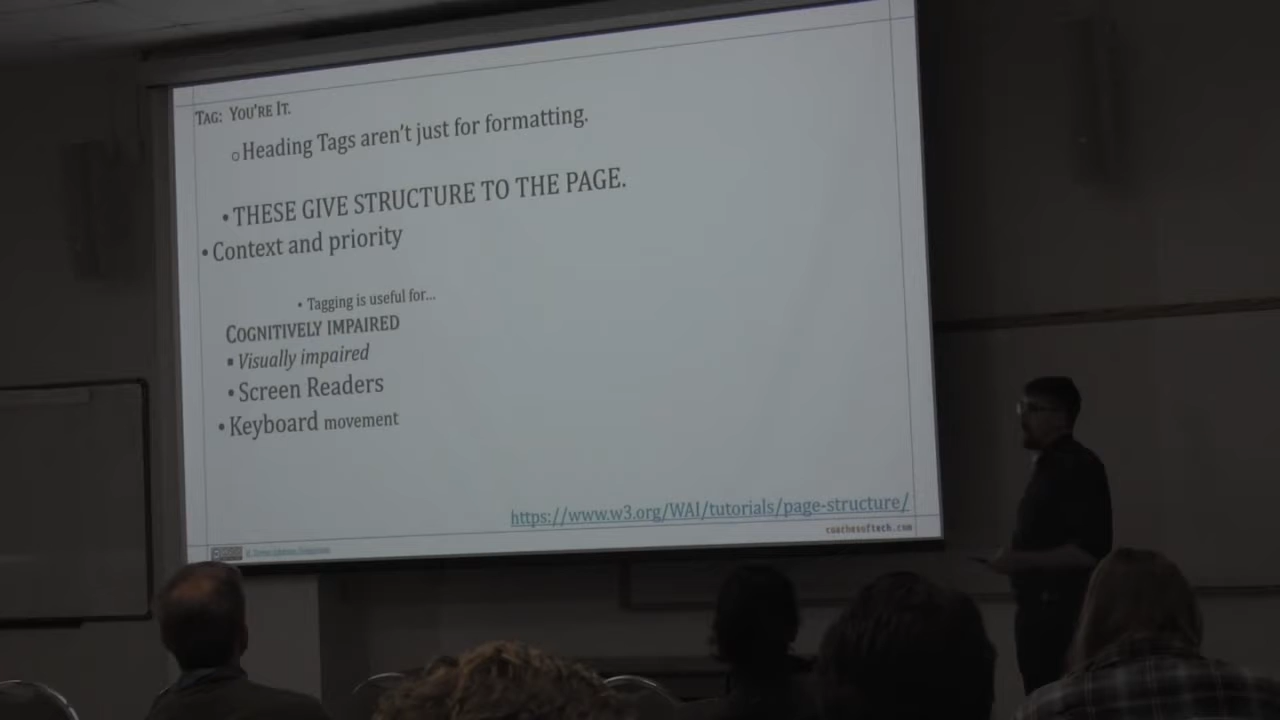 TAG: YOU'RE IT.
○ Heading Tags aren't just for formatting.
• THESE GIVE STRUCTURE TO THE PAGE.
• Context and priority
• Tagging is useful for...
COGNITIVELY IMPAIRED
▪ Visually impaired
• Screen Readers
• Keyboard movement
https://www.w3.org/WAI/tutorials/page-structure/
coachesoftech.com